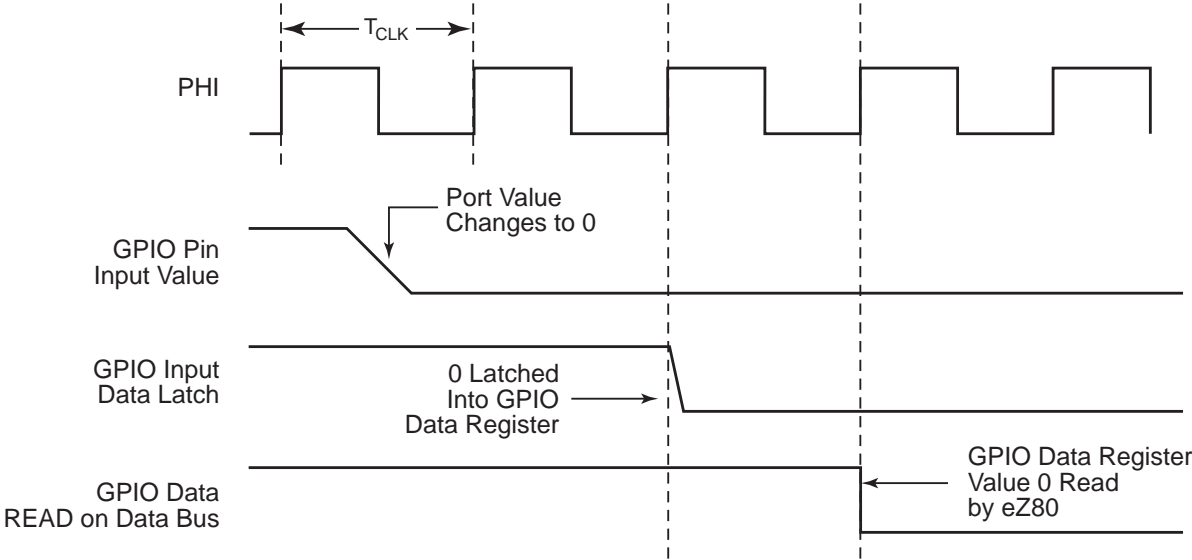 T_CLK
PHI
Port Value
Changes to 0
GPIO Pin
Input Value
GPIO Input
Data Latch
0 Latched
Into GPIO
Data Register
GPIO Data
READ on Data Bus
GPIO Data Register
Value 0 Read
by eZ80